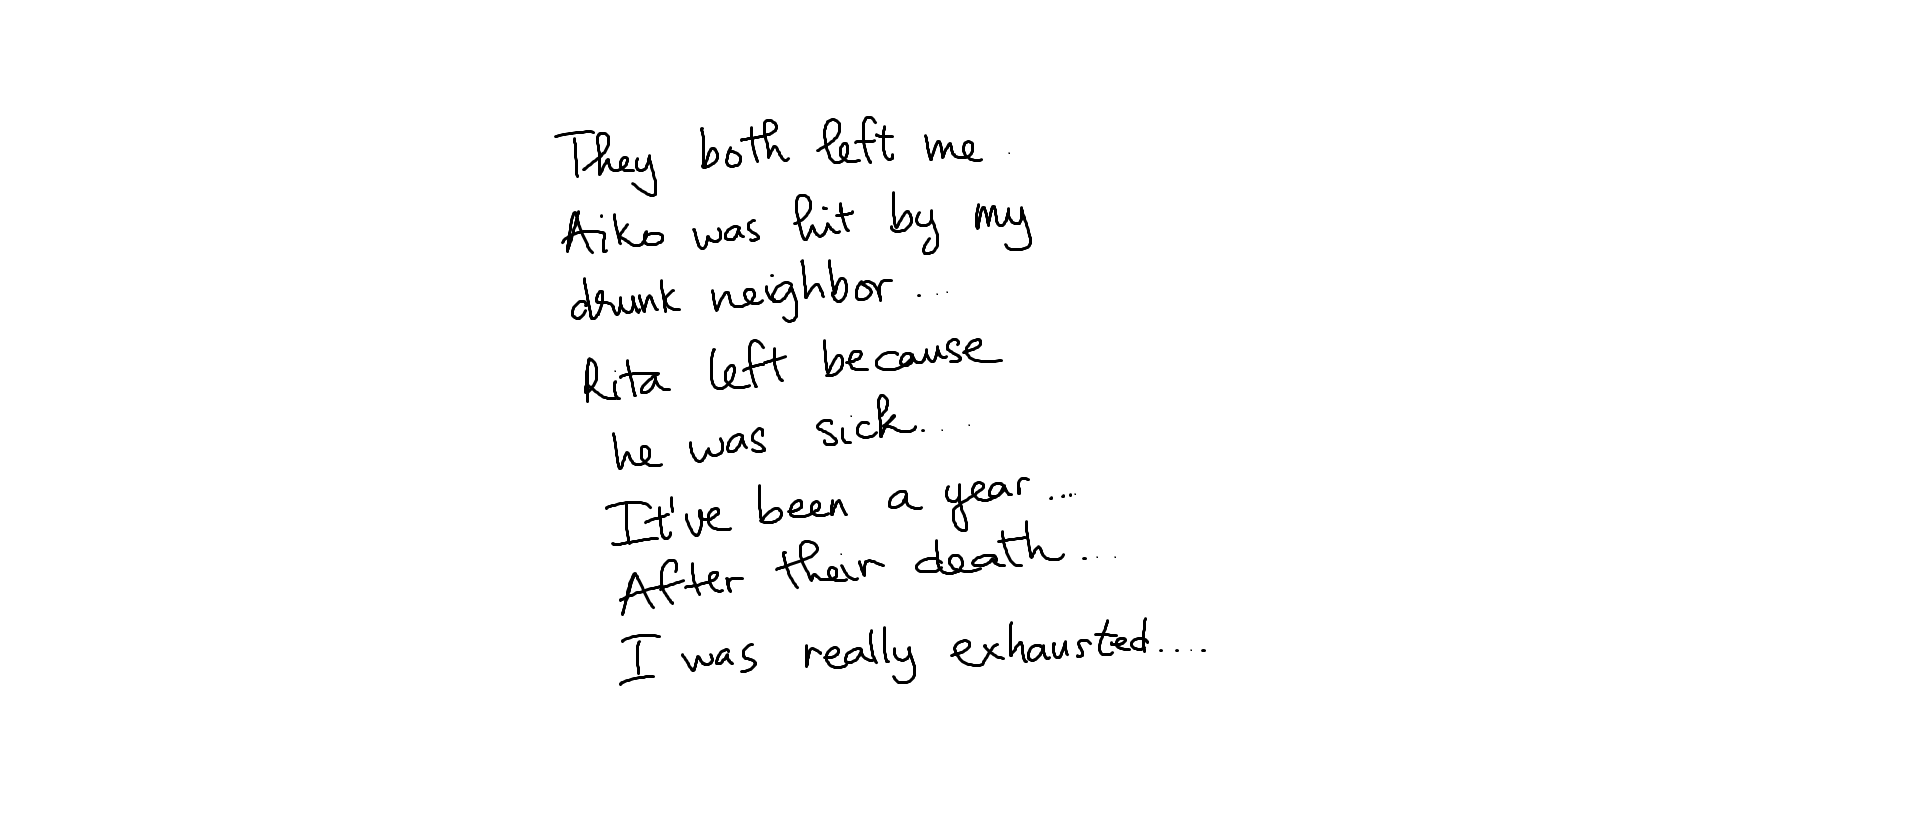 They both left me
Aiko was hit by my
drunk neighbor...
Rita left because
he was sick...
It've been a year...
After their death...
I was really exhausted....